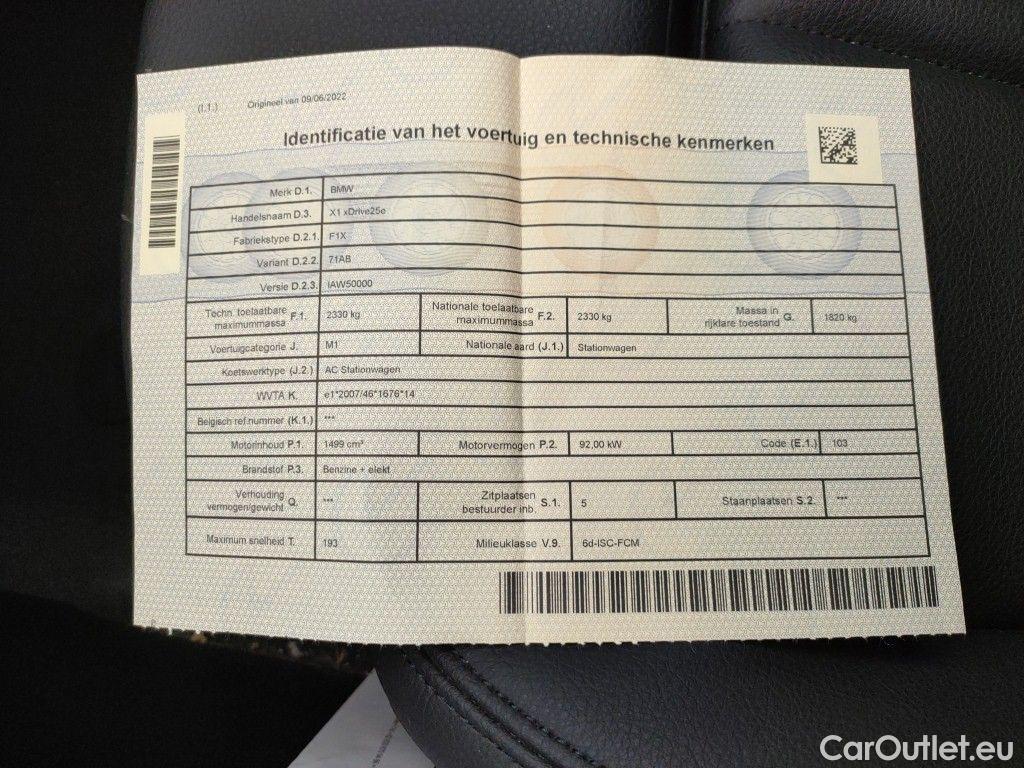 (I.1.) Origineel van 09/06/2022
Identificatie van het voertuig en technische kenmerken
Merk D.1. BMW
Handelsnaam D.3. X1 xDrive25e
Fabriekstype D.2.1. F1X
Variant D.2.2. 71AB
Versie D.2.3. IAW50000
Techn. toelaatbare maximummassa F.1. 2330 kg Nationale toelaatbare maximummassa F.2. 2330 kg Massa in rijklare toestand G. 1820 kg
Voertuigcategorie J. M1 Nationale aard (J.1.) Stationwagen
Koetswerktype (J.2.) AC Stationwagen
WVTA K. e1*2007/46*1676*14
Belgisch ref.nummer (K.1.) ***
Motorinhoud P.1. 1499 cm³ Motorvermogen P.2. 92,00 kW Code (E.1.) 103
Brandstof P.3. Benzine + elekt
Verhouding vermogen/gewicht Q. *** Zitplaatsen bestuurder inb. S.1. 5 Staanplaatsen S.2. ***
Maximum snelheid T. 193 Milieuklasse V.9. 6d-ISC-FCM
CarOutlet.eu